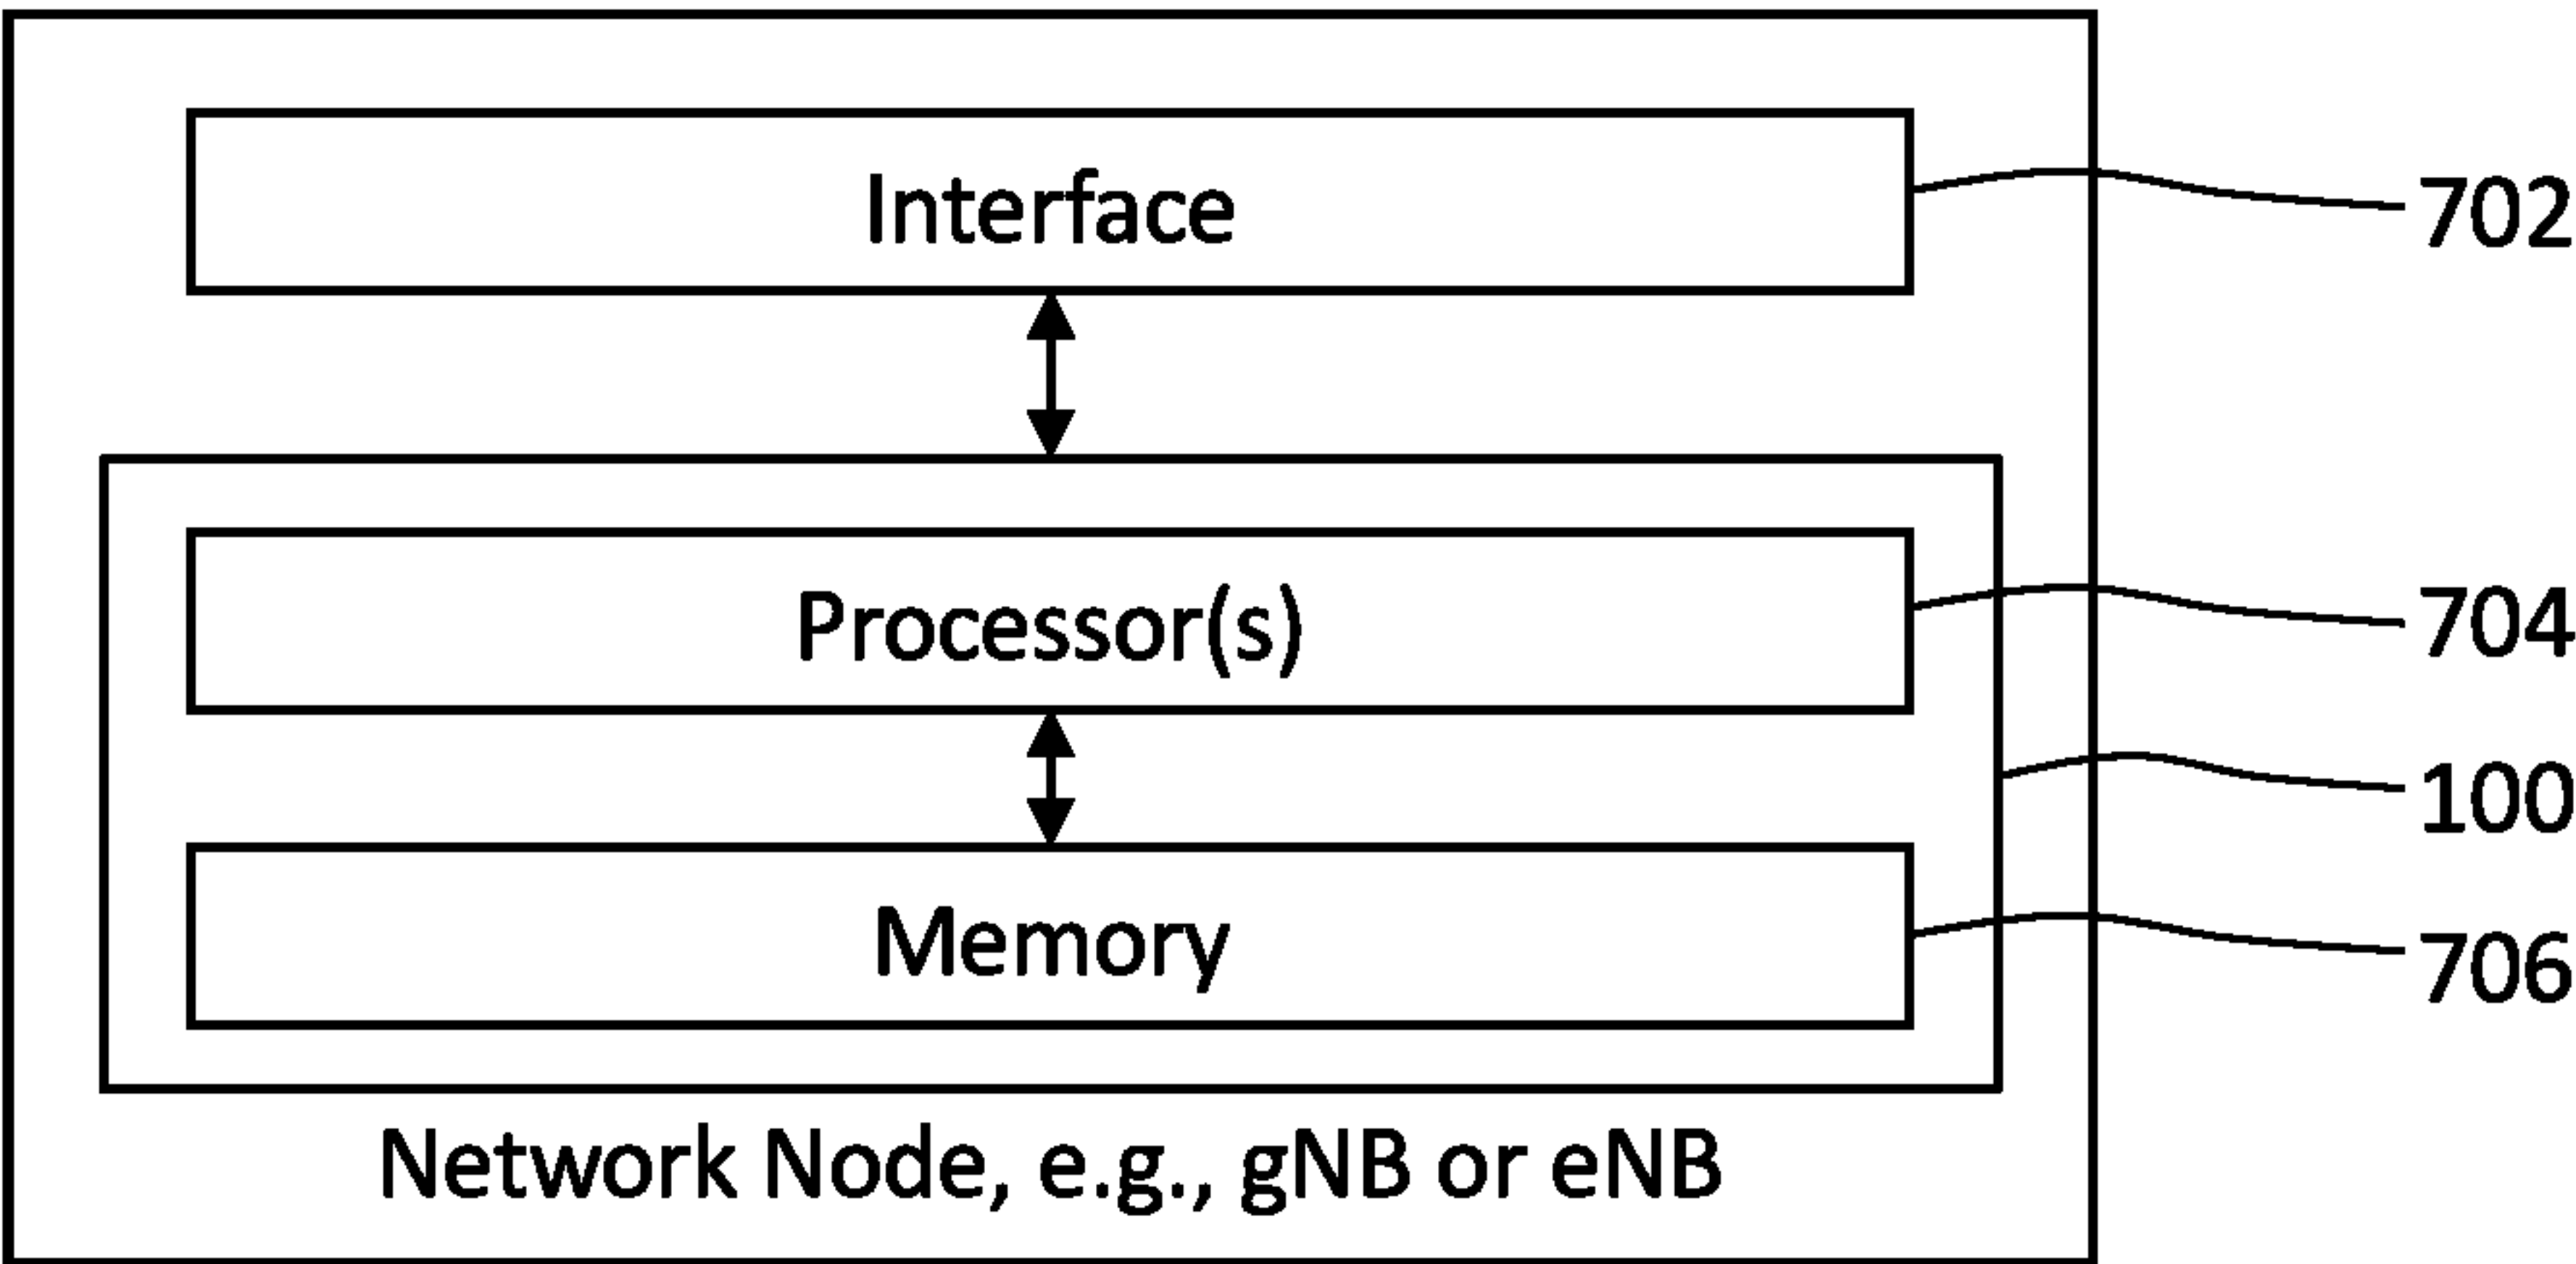 Interface
702
Processor(s)
704
100
Memory
706
Network Node, e.g., gNB or eNB